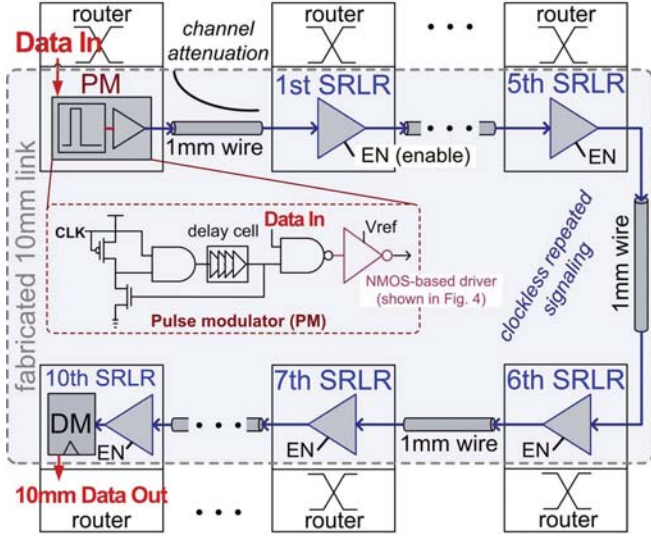 router
router
router
Data In
channel
attenuation
PM
1st SRLR
5th SRLR
1mm wire
EN (enable)
EN
fabricated 10mm link
CLK
delay cell
Data In
Vref
NMOS-based driver
(shown in Fig. 4)
Pulse modulator (PM)
clockless repeated
signaling
1mm wire
10th SRLR
7th SRLR
6th SRLR
DM
EN
EN
1mm wire
EN
10mm Data Out
router
router
router